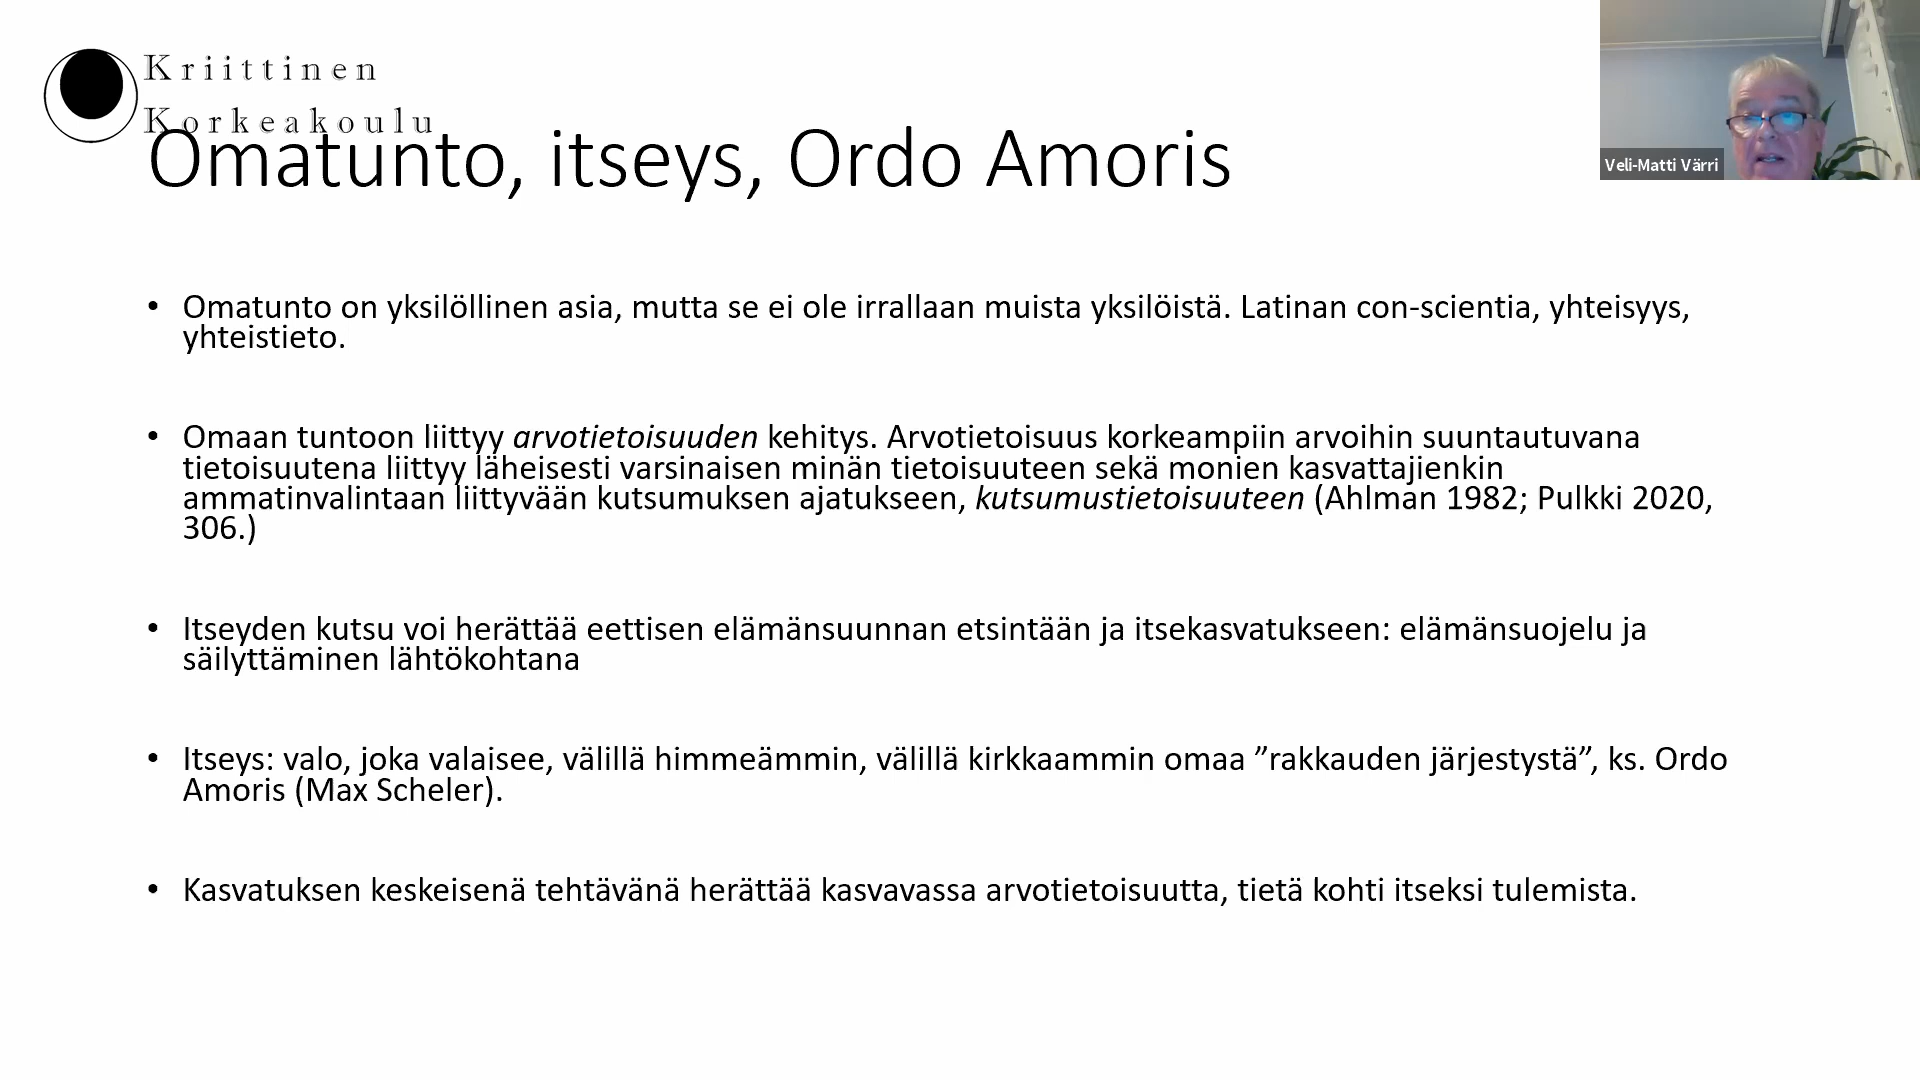 Kriittinen
Korkeakoulu
Omatunto, itseys, Ordo Amoris
Veli-Matti Värri
• Omatunto on yksilöllinen asia, mutta se ei ole irrallaan muista yksilöistä. Latinan con-scientia, yhteisyys,
yhteistieto.
• Omaan tuntoon liittyy arvotietoisuuden kehitys. Arvotietoisuus korkeampiin arvoihin suuntautuvana
tietoisuutena liittyy läheisesti varsinaisen minän tietoisuuteen sekä monien kasvattajienkin
ammatinvalintaan liittyvään kutsumuksen ajatukseen, kutsumustietoisuuteen (Ahlman 1982; Pulkki 2020,
306.)
• Itseyden kutsu voi herättää eettisen elämänsuunnan etsintään ja itsekasvatukseen: elämänsuojelu ja
säilyttäminen lähtökohtana
• Itseys: valo, joka valaisee, välillä himmeämmin, välillä kirkkaammin omaa ”rakkauden järjestystä”, ks. Ordo
Amoris (Max Scheler).
• Kasvatuksen keskeisenä tehtävänä herättää kasvavassa arvotietoisuutta, tietä kohti itseksi tulemista.